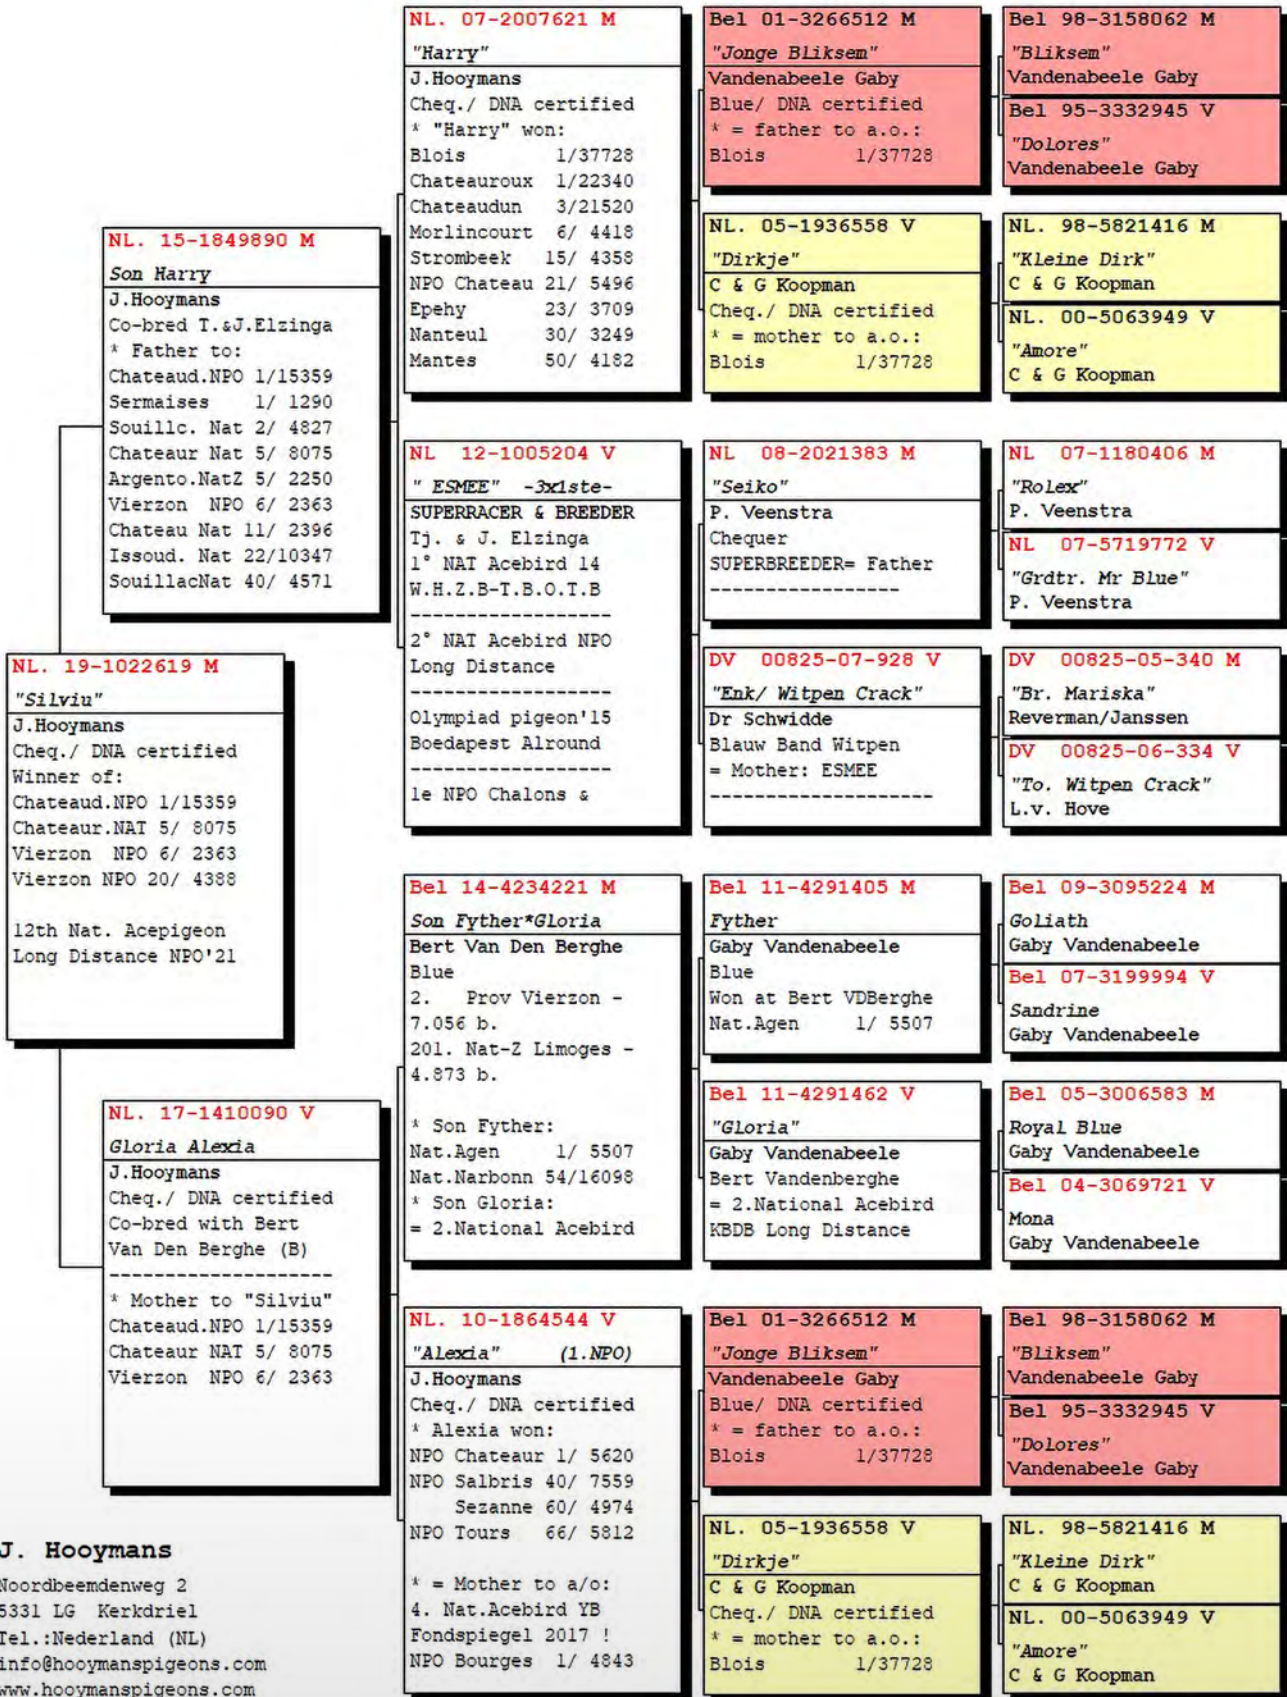 NL. 19-1022619 M
"Silviu"
J.Hooymans
Cheq./ DNA certified
Winner of:
Chateaud.NPO 1/15359
Chateaur.NAT 5/ 8075
Vierzon NPO 6/ 2363
Vierzon NPO 20/ 4388
12th Nat. Acepigeon
Long Distance NPO'21
NL. 15-1849890 M
Son Harry
J.Hooymans
Co-bred T.&J.Elzinga
* Father to:
Chateaud.NPO 1/15359
Sermaises 1/ 1290
Souillc. Nat 2/ 4827
Chateaur Nat 5/ 8075
Argento.NatZ 5/ 2250
Vierzon NPO 6/ 2363
Chateau Nat 11/ 2396
Issoud. Nat 22/10347
SouillacNat 40/ 4571
NL. 17-1410090 V
Gloria Alexia
J.Hooymans
Cheq./ DNA certified
Co-bred with Bert
Van Den Berghe (B)
--------------------
* Mother to "Silviu"
Chateaud.NPO 1/15359
Chateaur NAT 5/ 8075
Vierzon NPO 6/ 2363
NL. 07-2007621 M
"Harry"
J.Hooymans
Cheq./ DNA certified
* "Harry" won:
Blois 1/37728
Chateauroux 1/22340
Chateaudun 3/21520
Morlincourt 6/ 4418
Strombeek 15/ 4358
NPO Chateau 21/ 5496
Epehy 23/ 3709
Nanteul 30/ 3249
Mantes 50/ 4182
NL 12-1005204 V
" ESMEE" -3x1ste-
SUPERRACER & BREEDER
Tj. & J. Elzinga
1° NAT Acebird 14
W.H.Z.B-T.B.O.T.B
------------------
2° NAT Acebird NPO
Long Distance
------------------
Olympiad pigeon'15
Boedapest Alround
------------------
1e NPO Chalons &
Bel 14-4234221 M
Son Fyther*Gloria
Bert Van Den Berghe
Blue
2. Prov Vierzon -
7.056 b.
201. Nat-Z Limoges -
4.873 b.
* Son Fyther:
Nat.Agen 1/ 5507
Nat.Narbonn 54/16098
* Son Gloria:
= 2.National Acebird
NL. 10-1864544 V
"Alexia" (1.NPO)
J.Hooymans
Cheq./ DNA certified
* Alexia won:
NPO Chateaur 1/ 5620
NPO Salbris 40/ 7559
Sezanne 60/ 4974
NPO Tours 66/ 5812
* = Mother to a/o:
4. Nat.Acebird YB
Fondspiegel 2017 !
NPO Bourges 1/ 4843
Bel 01-3266512 M
"Jonge Bliksem"
Vandenabeele Gaby
Blue/ DNA certified
* = father to a.o.:
Blois 1/37728
NL. 05-1936558 V
"Dirkje"
C & G Koopman
Cheq./ DNA certified
* = mother to a.o.:
Blois 1/37728
NL 08-2021383 M
"Seiko"
P. Veenstra
Chequer
SUPERBREEDER= Father
-----------------
DV 00825-07-928 V
"Enk/ Witpen Crack"
Dr Schwidde
Blauw Band Witpen
= Mother: ESMEE
--------------------
Bel 11-4291405 M
Fyther
Gaby Vandenabeele
Blue
Won at Bert VDBerghe
Nat.Agen 1/ 5507
Bel 11-4291462 V
"Gloria"
Gaby Vandenabeele
Bert Vandenberghe
= 2.National Acebird
KBDB Long Distance
Bel 01-3266512 M
"Jonge Bliksem"
Vandenabeele Gaby
Blue/ DNA certified
* = father to a.o.:
Blois 1/37728
NL. 05-1936558 V
"Dirkje"
C & G Koopman
Cheq./ DNA certified
* = mother to a.o.:
Blois 1/37728
Bel 98-3158062 M
"Bliksem"
Vandenabeele Gaby
Bel 95-3332945 V
"Dolores"
Vandenabeele Gaby
NL. 98-5821416 M
"Kleine Dirk"
C & G Koopman
NL. 00-5063949 V
"Amore"
C & G Koopman
NL 07-1180406 M
"Rolex"
P. Veenstra
NL 07-5719772 V
"Grdtr. Mr Blue"
P. Veenstra
DV 00825-05-340 M
"Br. Mariska"
Reverman/Janssen
DV 00825-06-334 V
"To. Witpen Crack"
L.v. Hove
Bel 09-3095224 M
Goliath
Gaby Vandenabeele
Bel 07-3199994 V
Sandrine
Gaby Vandenabeele
Bel 05-3006583 M
Royal Blue
Gaby Vandenabeele
Bel 04-3069721 V
Mona
Gaby Vandenabeele
Bel 98-3158062 M
"Bliksem"
Vandenabeele Gaby
Bel 95-3332945 V
"Dolores"
Vandenabeele Gaby
NL. 98-5821416 M
"Kleine Dirk"
C & G Koopman
NL. 00-5063949 V
"Amore"
C & G Koopman
J. Hooymans
Noordbeemdenweg 2
5331 LG Kerkdriel
Tel.:Nederland (NL)
info@hooymanspigeons.com
www.hooymanspigeons.com